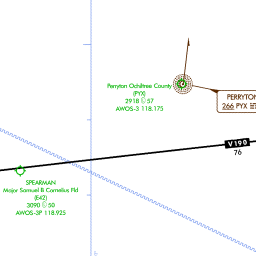 Perryton Ochiltree County
(PYX)
2918 57
AWOS-3 118.175
PERRYTON
266 PYX
V190
76
SPEARMAN
Major Samuel B Cornelius Fld
(E42)
3090 50
AWOS-3P 118.925